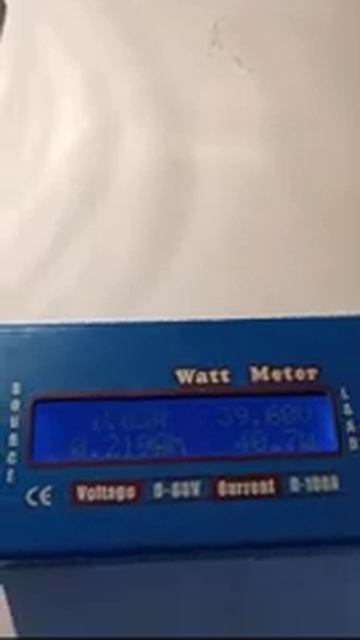 Watt Meter
SOURCE
39.60V
40.7W
LOAD
CE Voltage 0-60V Current 0-100A